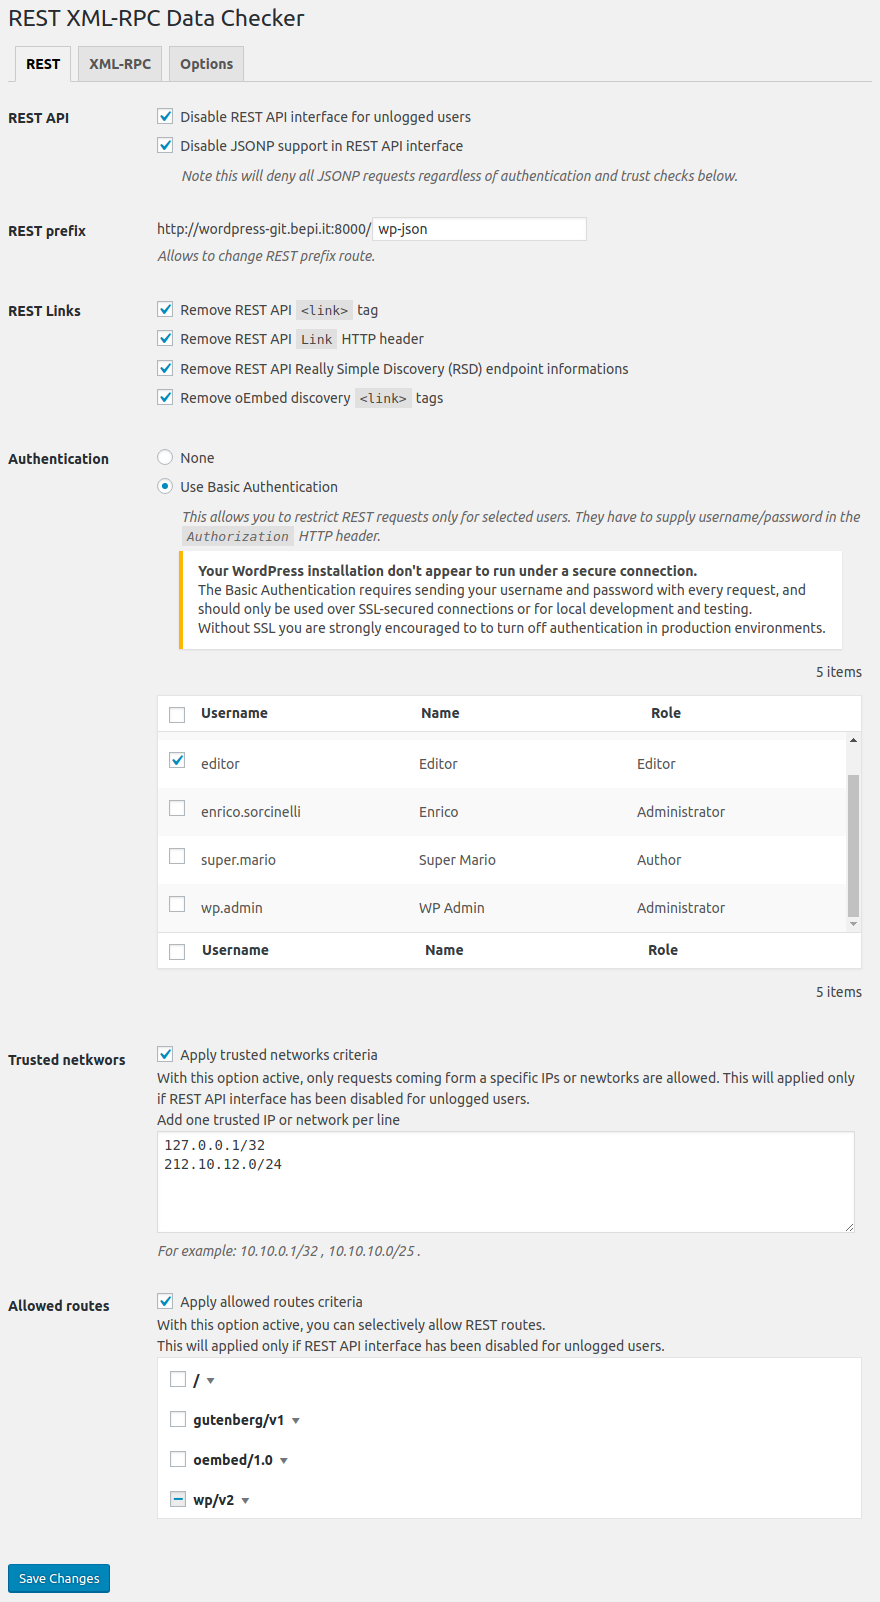 REST XML-RPC Data Checker
REST XML-RPC Options
REST API
Disable REST API interface for unlogged users
Disable JSONP support in REST API interface
Note this will deny all JSONP requests regardless of authentication and trust checks below.
REST prefix
http://wordpress-git.bepi.it:8000/ wp-json
Allows to change REST prefix route.
REST Links
Remove REST API <link> tag
Remove REST API Link HTTP header
Remove REST API Really Simple Discovery (RSD) endpoint informations
Remove oEmbed discovery <link> tags
Authentication
None
Use Basic Authentication
This allows you to restrict REST requests only for selected users. They have to supply username/password in the
Authorization HTTP header.
Your WordPress installation don't appear to run under a secure connection.
The Basic Authentication requires sending your username and password with every request, and
should only be used over SSL-secured connections or for local development and testing.
Without SSL you are strongly encouraged to to turn off authentication in production environments.
5 items
Username Name Role
editor Editor Editor
enrico.sorcinelli Enrico Administrator
super.mario Super Mario Author
wp.admin WP Admin Administrator
Username Name Role
5 items
Trusted netkwors
Apply trusted networks criteria
With this option active, only requests coming form a specific IPs or newtorks are allowed. This will applied only
if REST API interface has been disabled for unlogged users.
Add one trusted IP or network per line
127.0.0.1/32
212.10.12.0/24
For example: 10.10.0.1/32 , 10.10.10.0/25 .
Allowed routes
Apply allowed routes criteria
With this option active, you can selectively allow REST routes.
This will applied only if REST API interface has been disabled for unlogged users.
/
gutenberg/v1
oembed/1.0
wp/v2
Save Changes